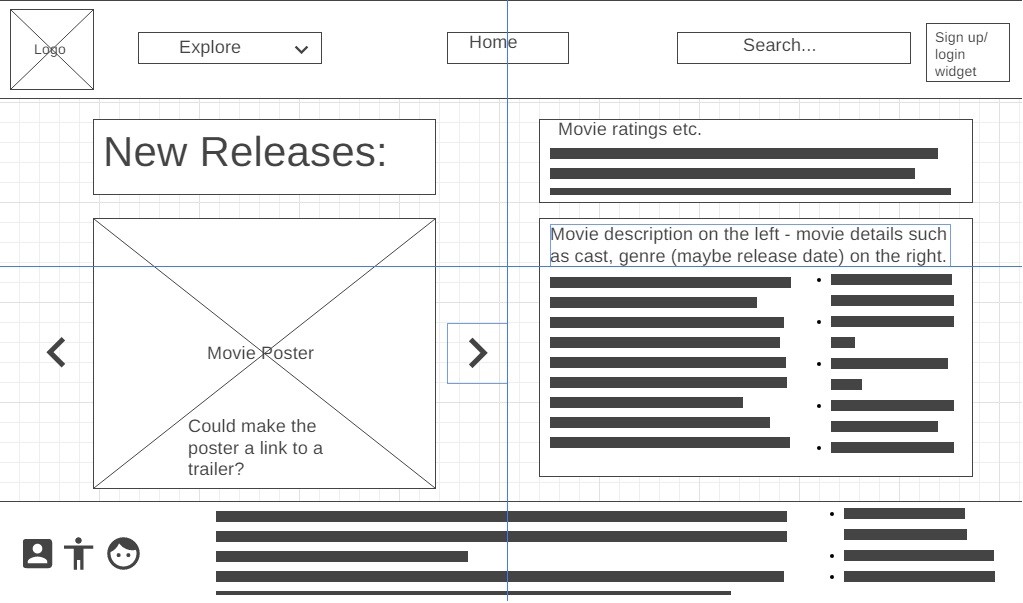 Logo
Explore
Home
Search...
Sign up/
login
widget
New Releases:
Movie ratings etc.
Movie description on the left - movie details such
as cast, genre (maybe release date) on the right.
Movie Poster
Could make the
poster a link to a
trailer?